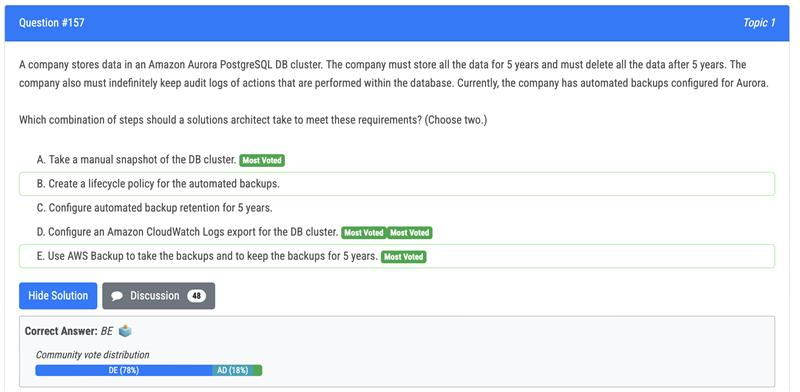 Question #157
Topic 1
A company stores data in an Amazon Aurora PostgreSQL DB cluster. The company must store all the data for 5 years and must delete all the data after 5 years. The
company also must indefinitely keep audit logs of actions that are performed within the database. Currently, the company has automated backups configured for Aurora.
Which combination of steps should a solutions architect take to meet these requirements? (Choose two.)
A. Take a manual snapshot of the DB cluster. Most Voted
B. Create a lifecycle policy for the automated backups.
C. Configure automated backup retention for 5 years.
D. Configure an Amazon CloudWatch Logs export for the DB cluster. Most Voted Most Voted
E. Use AWS Backup to take the backups and to keep the backups for 5 years. Most Voted
Hide Solution Discussion 48
Correct Answer: BE
Community vote distribution
DE (78%) AD (18%)